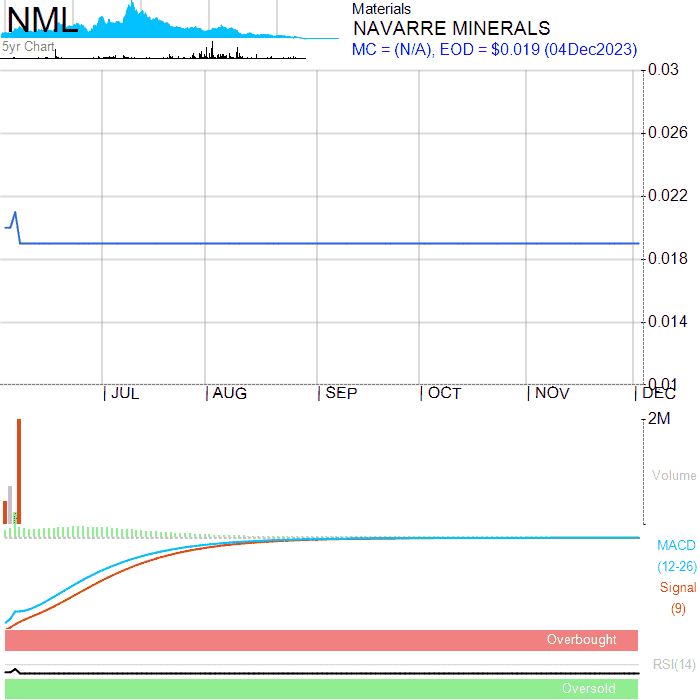 NML
5yr Chart
Materials
NAVARRE MINERALS
MC = (N/A), EOD = $0.019 (04Dec2023)
0.03
0.026
0.022
0.018
0.014
0.01
JUL AUG SEP OCT NOV DEC
2M
Volume
MACD
(12-26)
Signal
(9)
Overbought
RSI(14)
Oversold